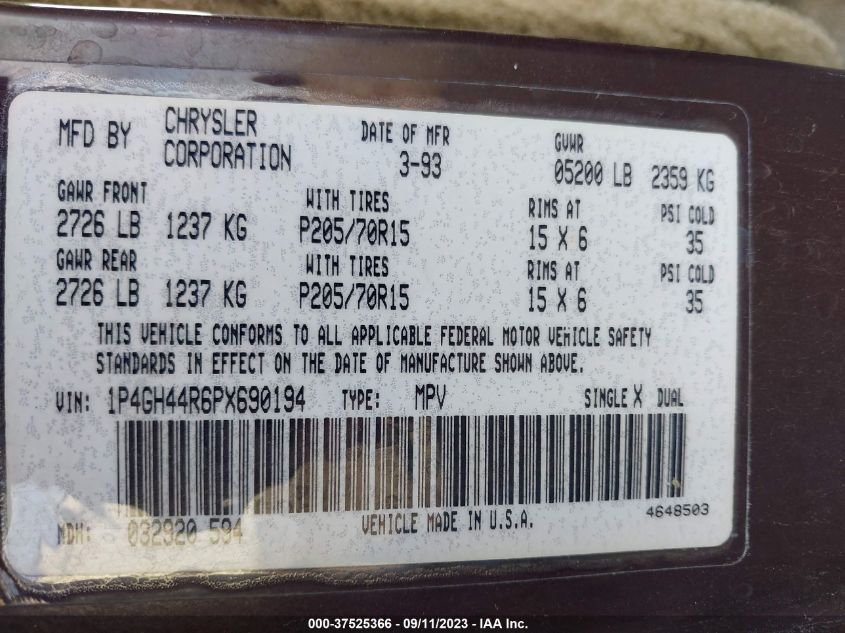 MFD BY CHRYSLER CORPORATION DATE OF MFR 3-93 GVWR 05200 LB 2359 KG
GAWR FRONT WITH TIRES RIMS AT PSI COLD
2726 LB 1237 KG P205/70R15 15 X 6 35
GAWR REAR WITH TIRES RIMS AT PSI COLD
2726 LB 1237 KG P205/70R15 15 X 6 35
THIS VEHICLE CONFORMS TO ALL APPLICABLE FEDERAL MOTOR VEHICLE SAFETY
STANDARDS IN EFFECT ON THE DATE OF MANUFACTURE SHOWN ABOVE.
VIN: 1P4GH44R6PX690194 TYPE: MPV SINGLE X DUAL
MDH: 032920 594 VEHICLE MADE IN U.S.A. 4648503
000-37525366 - 09/11/2023 - IAA Inc.